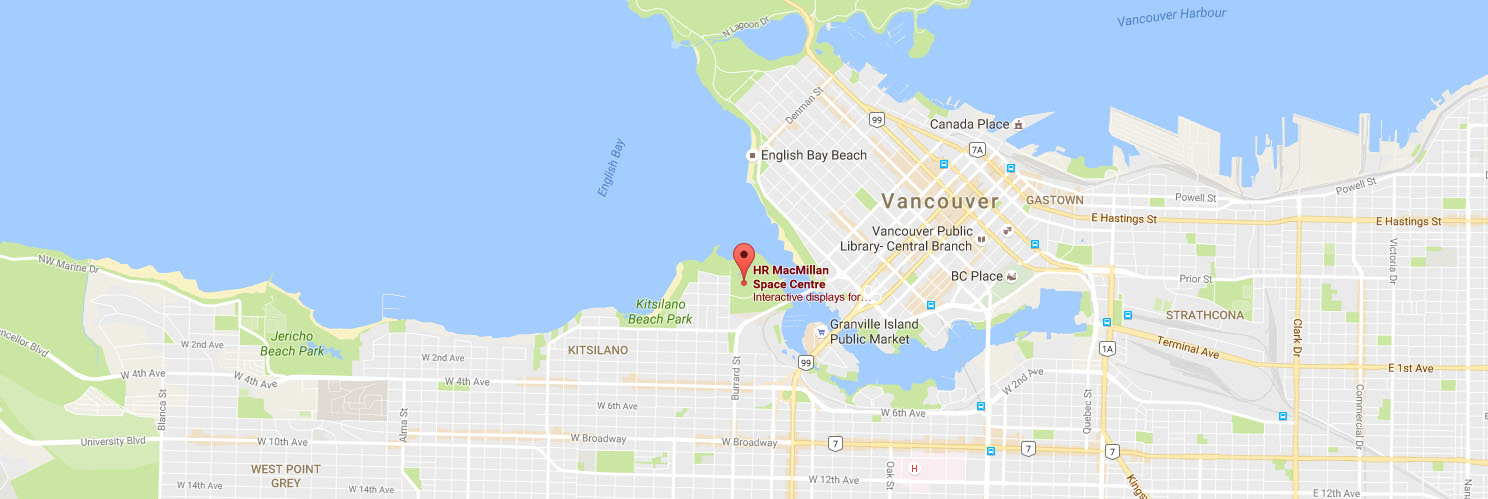 Vancouver Harbour
N Lagoon Dr
Denman St
99
Canada Place
7A
English Bay Beach
English Bay
Vancouver
GASTOWN
Powell St
Powell St
E Hastings St
E Hastings St
Vancouver Public
Library- Central Branch
Victoria Dr
NW Marine Dr
HR MacMillan
Space Centre
Interactive displays for...
BC Place
Prior St
Kitsilano
Beach Park
Granville Island
Public Market
STRATHCONA
Clark Dr
Jericho
Beach Park
KITSILANO
W 2nd Ave
W 2nd Ave
99
1A
Terminal Ave
E 1st Ave
W 4th Ave
W 4th Ave
W 4th Ave
Burrard St
W 2nd Ave
Blanca St
Alma St
W 6th Ave
W 6th Ave
Quebec St
Commercial Dr
University Blvd
W 10th Ave
W Broadway
W Broadway
7
7
7
WEST POINT
GREY
H
Oak St
W 12th Ave
W 14th Ave
W 14th Ave
E 12th Ave